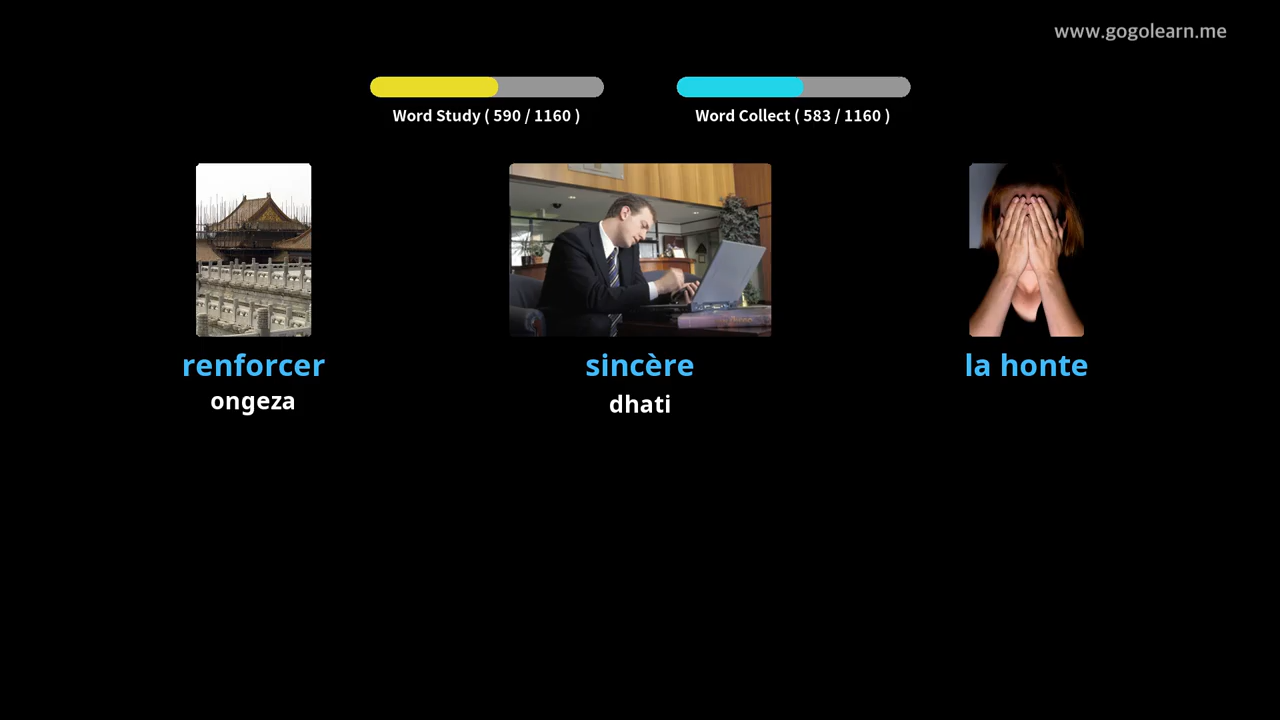 www.gogolearn.me
Word Study ( 590 / 1160 )
Word Collect ( 583 / 1160 )
renforcer
ongeza
sincère
dhati
la honte